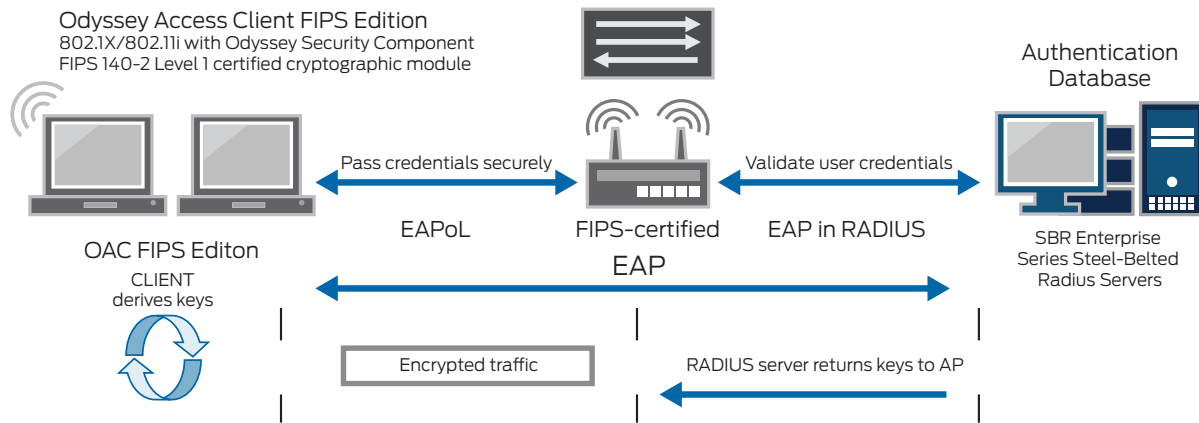 Odyssey Access Client FIPS Edition
802.1X/802.11i with Odyssey Security Component
FIPS 140-2 Level 1 certified cryptographic module
Authentication
Database
Pass credentials securely
Validate user credentials
EAPoL
FIPS-certified
EAP in RADIUS
OAC FIPS Editon
CLIENT
derives keys
EAP
SBR Enterprise
Series Steel-Belted
Radius Servers
Encrypted traffic
RADIUS server returns keys to AP